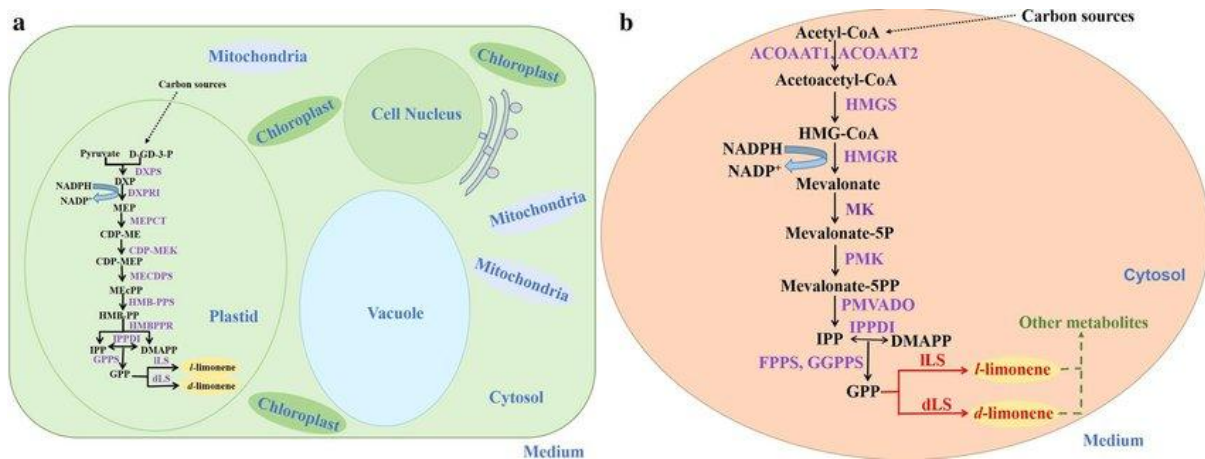 a
Mitochondria
Chloroplast
Carbon sources
Chloroplast
Cell Nucleus
Pyruvate D-GD-3-P
DXPS
DXP
NADPH
DXPRI
NADP+
MEP
MEPCT
CDP-ME
CDP-MEK
CDP-MEP
MECDPS
MEcPP
HMB-PPS
HMB-PP
HMBPPR
IPPDI
IPP DMAPP
GPPS
GPP
lLS
l-limonene
dLS
d-limonene
Plastid
Vacuole
Mitochondria
Mitochondria
Chloroplast
Cytosol
Medium
b
Carbon sources
Acetyl-CoA
ACOAAT1, ACOAAT2
Acetoacetyl-CoA
HMGS
HMG-CoA
NADPH
HMGR
NADP+
Mevalonate
MK
Mevalonate-5P
PMK
Mevalonate-5PP
PMVADO
IPPDI
IPP DMAPP
FPPS, GGPPS
GPP
lLS
l-limonene
dLS
d-limonene
Other metabolites
Cytosol
Medium